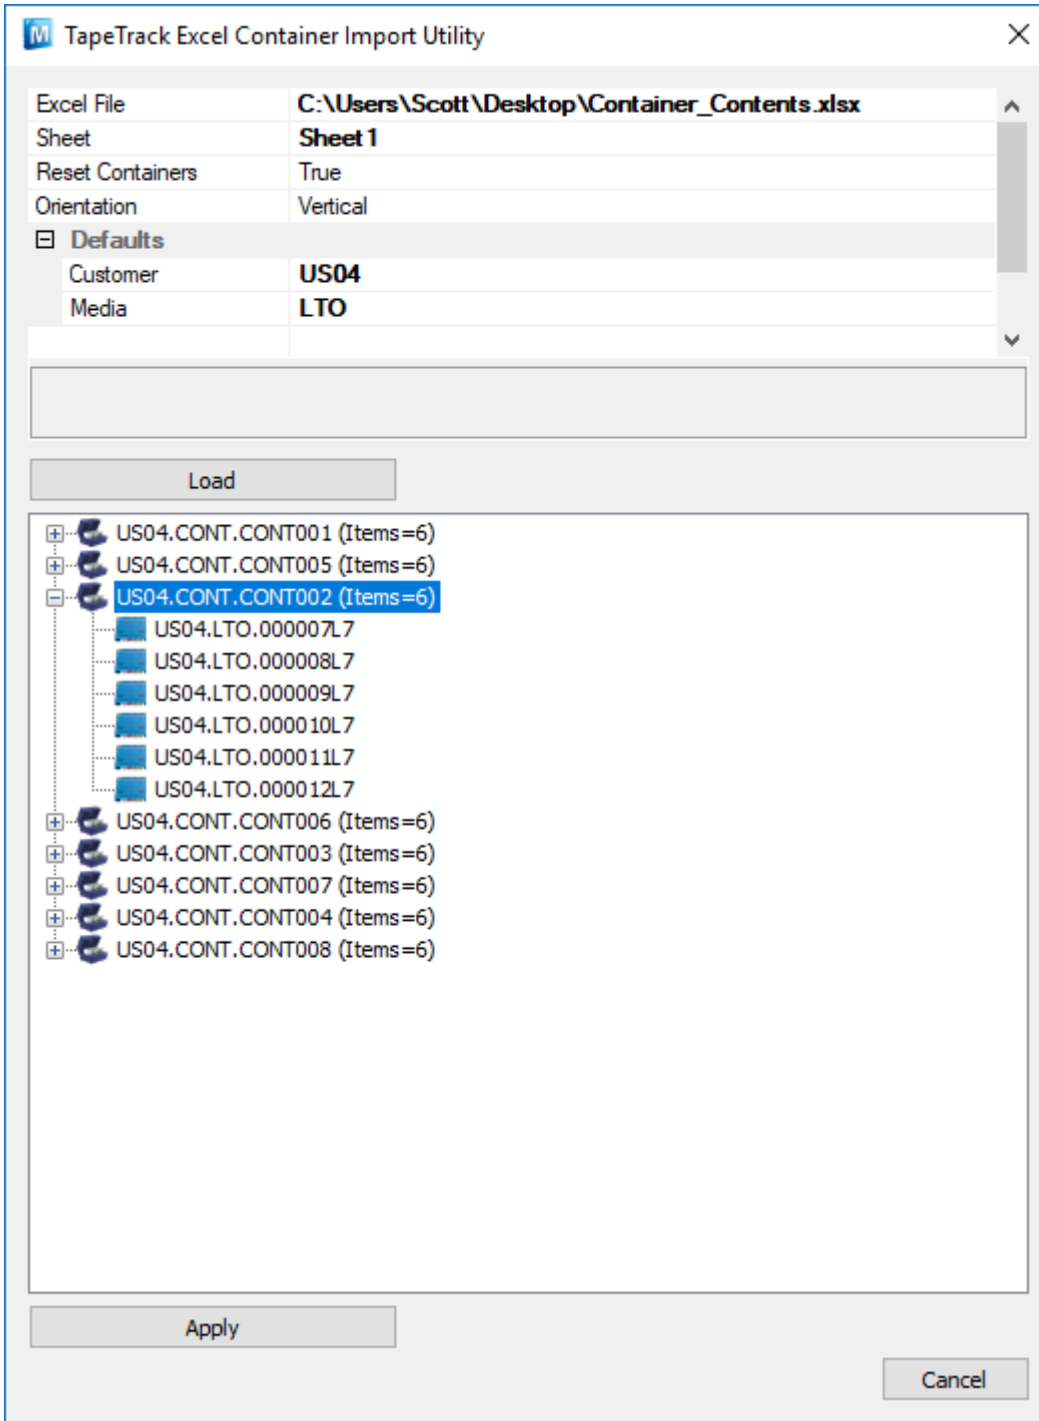 TapeTrack Excel Container Import Utility
Excel File C:\Users\Scott\Desktop\Container_Contents.xlsx
Sheet Sheet1
Reset Containers True
Orientation Vertical
Defaults
Customer US04
Media LTO
Load
US04.CONT.CONT001 (Items=6)
US04.CONT.CONT005 (Items=6)
US04.CONT.CONT002 (Items=6)
US04.LTO.000007L7
US04.LTO.000008L7
US04.LTO.000009L7
US04.LTO.000010L7
US04.LTO.000011L7
US04.LTO.000012L7
US04.CONT.CONT006 (Items=6)
US04.CONT.CONT003 (Items=6)
US04.CONT.CONT007 (Items=6)
US04.CONT.CONT004 (Items=6)
US04.CONT.CONT008 (Items=6)
Apply
Cancel